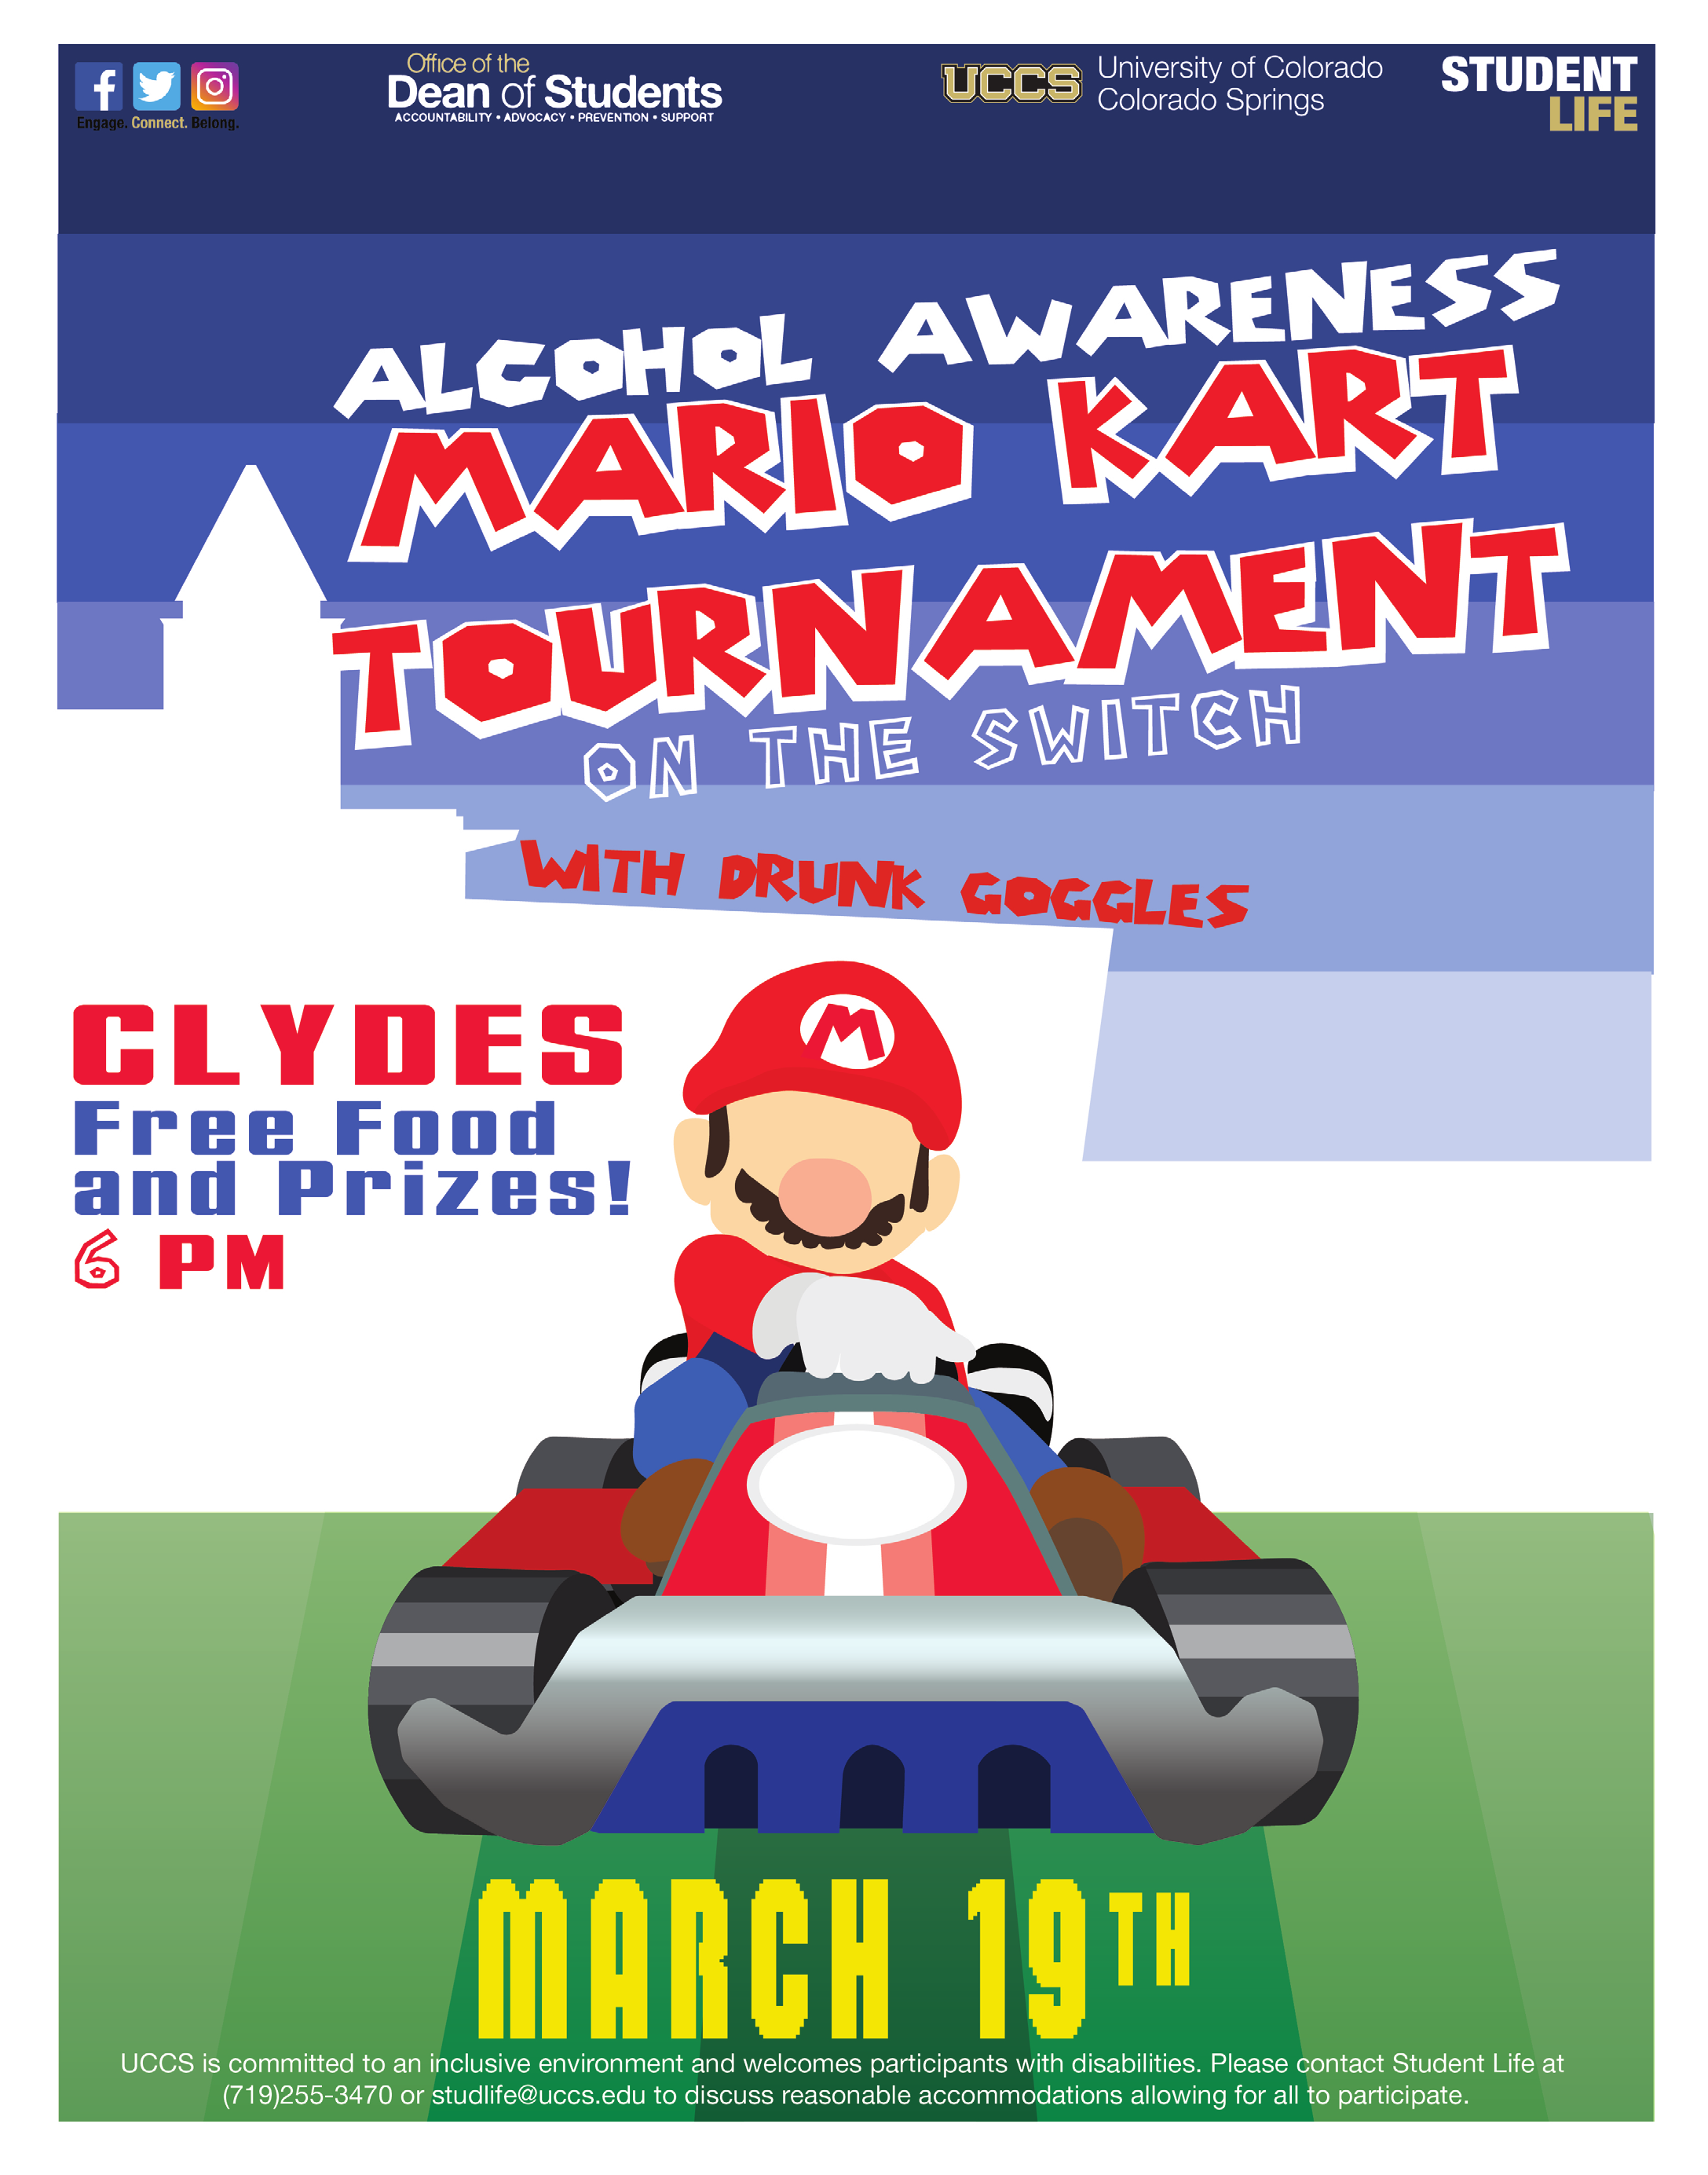 Engage. Connect. Belong.
Office of the
Dean of Students
ACCOUNTABILITY • ADVOCACY • PREVENTION • SUPPORT
UCCS
University of Colorado
Colorado Springs
STUDENT
LIFE
ALCOHOL AWARENESS
MARIO KART
TOURNAMENT
ON THE SWITCH
WITH DRUNK GOGGLES
CLYDES
Free Food
and Prizes!
6 PM
M
MARCH 19TH
UCCS is committed to an inclusive environment and welcomes participants with disabilities. Please contact Student Life at
(719)255-3470 or studlife@uccs.edu to discuss reasonable accommodations allowing for all to participate.